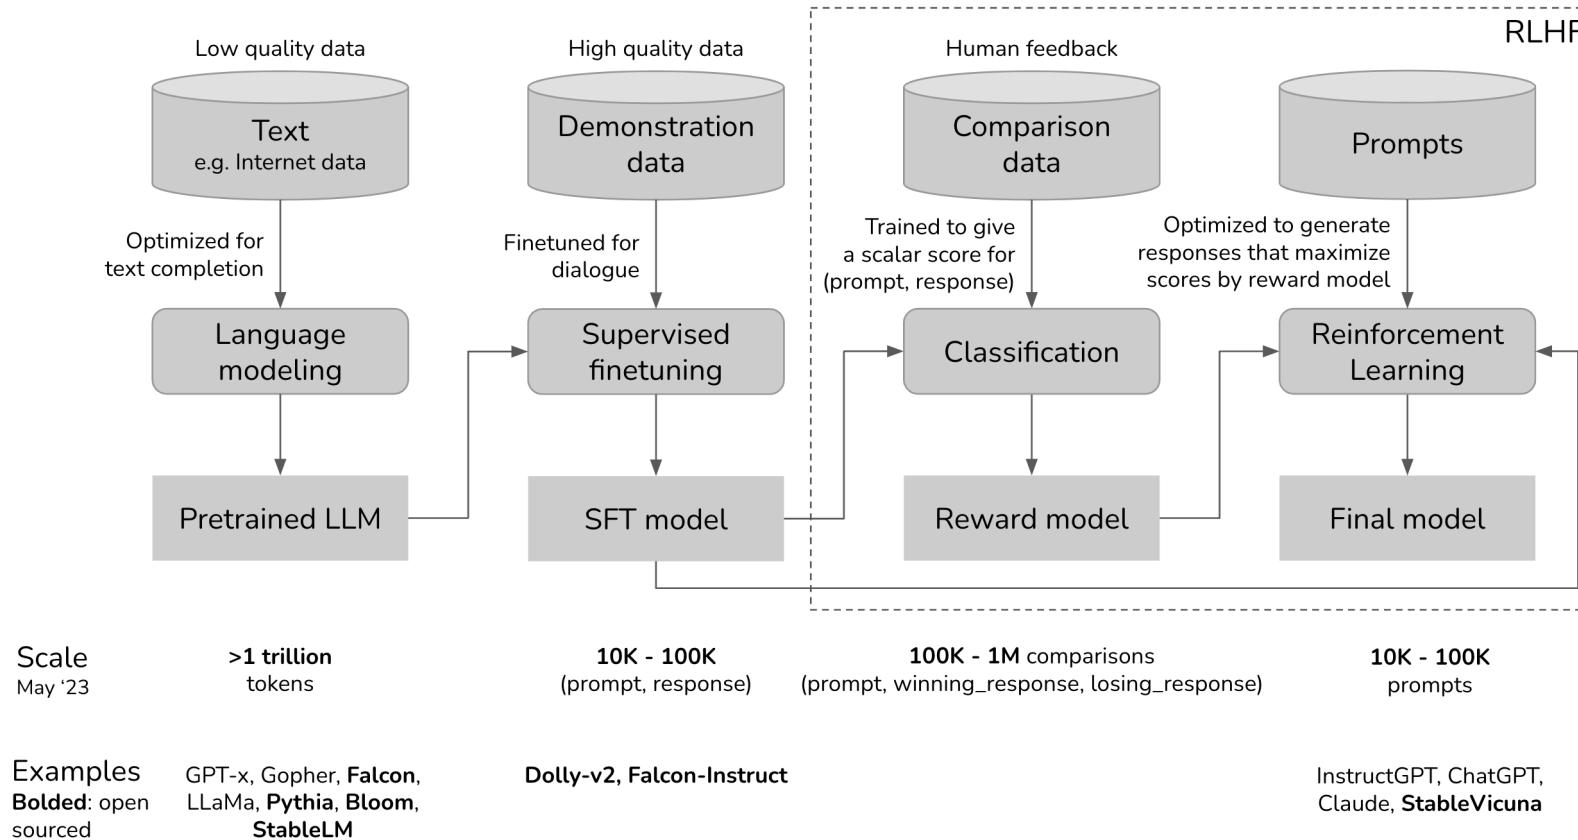 RLHF
Low quality data
High quality data
Human feedback
Text
e.g. Internet data
Demonstration
data
Comparison
data
Prompts
Optimized for
text completion
Finetuned for
dialogue
Trained to give
a scalar score for
(prompt, response)
Optimized to generate
responses that maximize
scores by reward model
Language
modeling
Supervised
finetuning
Classification
Reinforcement
Learning
Pretrained LLM
SFT model
Reward model
Final model
Scale
May ‘23
>1 trillion
tokens
10K - 100K
(prompt, response)
100K - 1M comparisons
(prompt, winning_response, losing_response)
10K - 100K
prompts
Examples
Bolded: open
sourced
GPT-x, Gopher, Falcon,
LLaMa, Pythia, Bloom,
StableLM
Dolly-v2, Falcon-Instruct
InstructGPT, ChatGPT,
Claude, StableVicuna